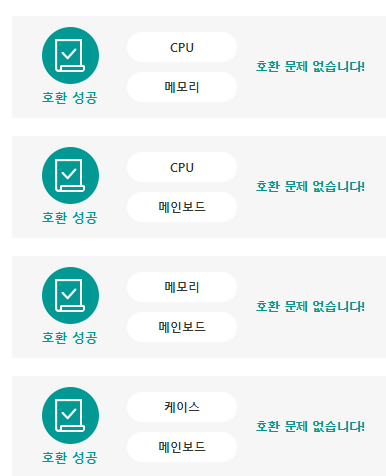 CPU
호환 문제 없습니다!
메모리
호환 성공
CPU
호환 문제 없습니다!
메인보드
호환 성공
메모리
호환 문제 없습니다!
메인보드
호환 성공
케이스
호환 문제 없습니다!
메인보드
호환 성공